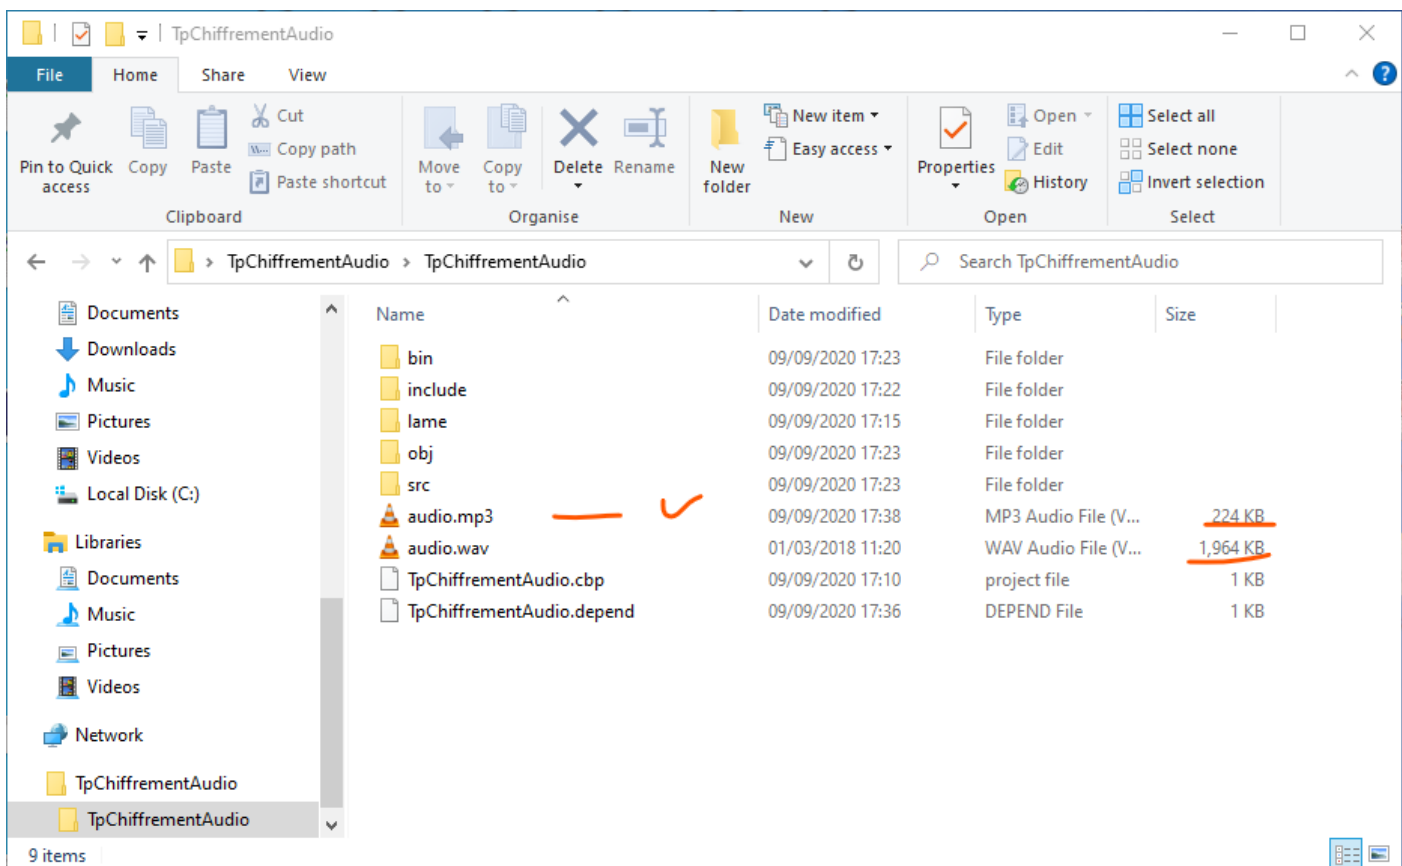 TpChiffrementAudio
File Home Share View
Pin to Quick access
Copy
Paste
Cut
W... Copy path
Paste shortcut
Clipboard
Move to
Copy to
Delete
Rename
Organise
New folder
New item
Easy access
New
Properties
Open
Edit
History
Open
Select all
Select none
Invert selection
Select
TpChiffrementAudio > TpChiffrementAudio
Search TpChiffrementAudio
Documents
Downloads
Music
Pictures
Videos
Local Disk (C:)
Libraries
Documents
Music
Pictures
Videos
Network
TpChiffrementAudio
TpChiffrementAudio
Name Date modified Type Size
bin 09/09/2020 17:23 File folder
include 09/09/2020 17:22 File folder
lame 09/09/2020 17:15 File folder
obj 09/09/2020 17:23 File folder
src 09/09/2020 17:23 File folder
audio.mp3 09/09/2020 17:38 MP3 Audio File (V... 224 KB
audio.wav 01/03/2018 11:20 WAV Audio File (V... 1,964 KB
TpChiffrementAudio.cbp 09/09/2020 17:10 project file 1 KB
TpChiffrementAudio.depend 09/09/2020 17:36 DEPEND File 1 KB
9 items